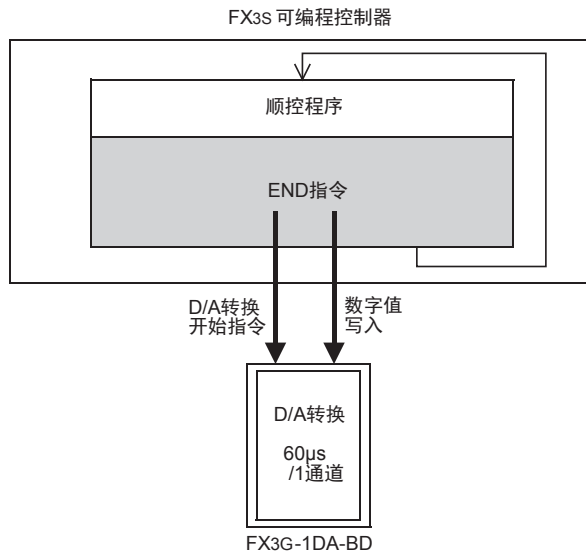 FX3S 可编程控制器
顺控程序
END指令
D/A转换
开始指令
数字值
写入
D/A转换
60μs
/1通道
FX3G-1DA-BD